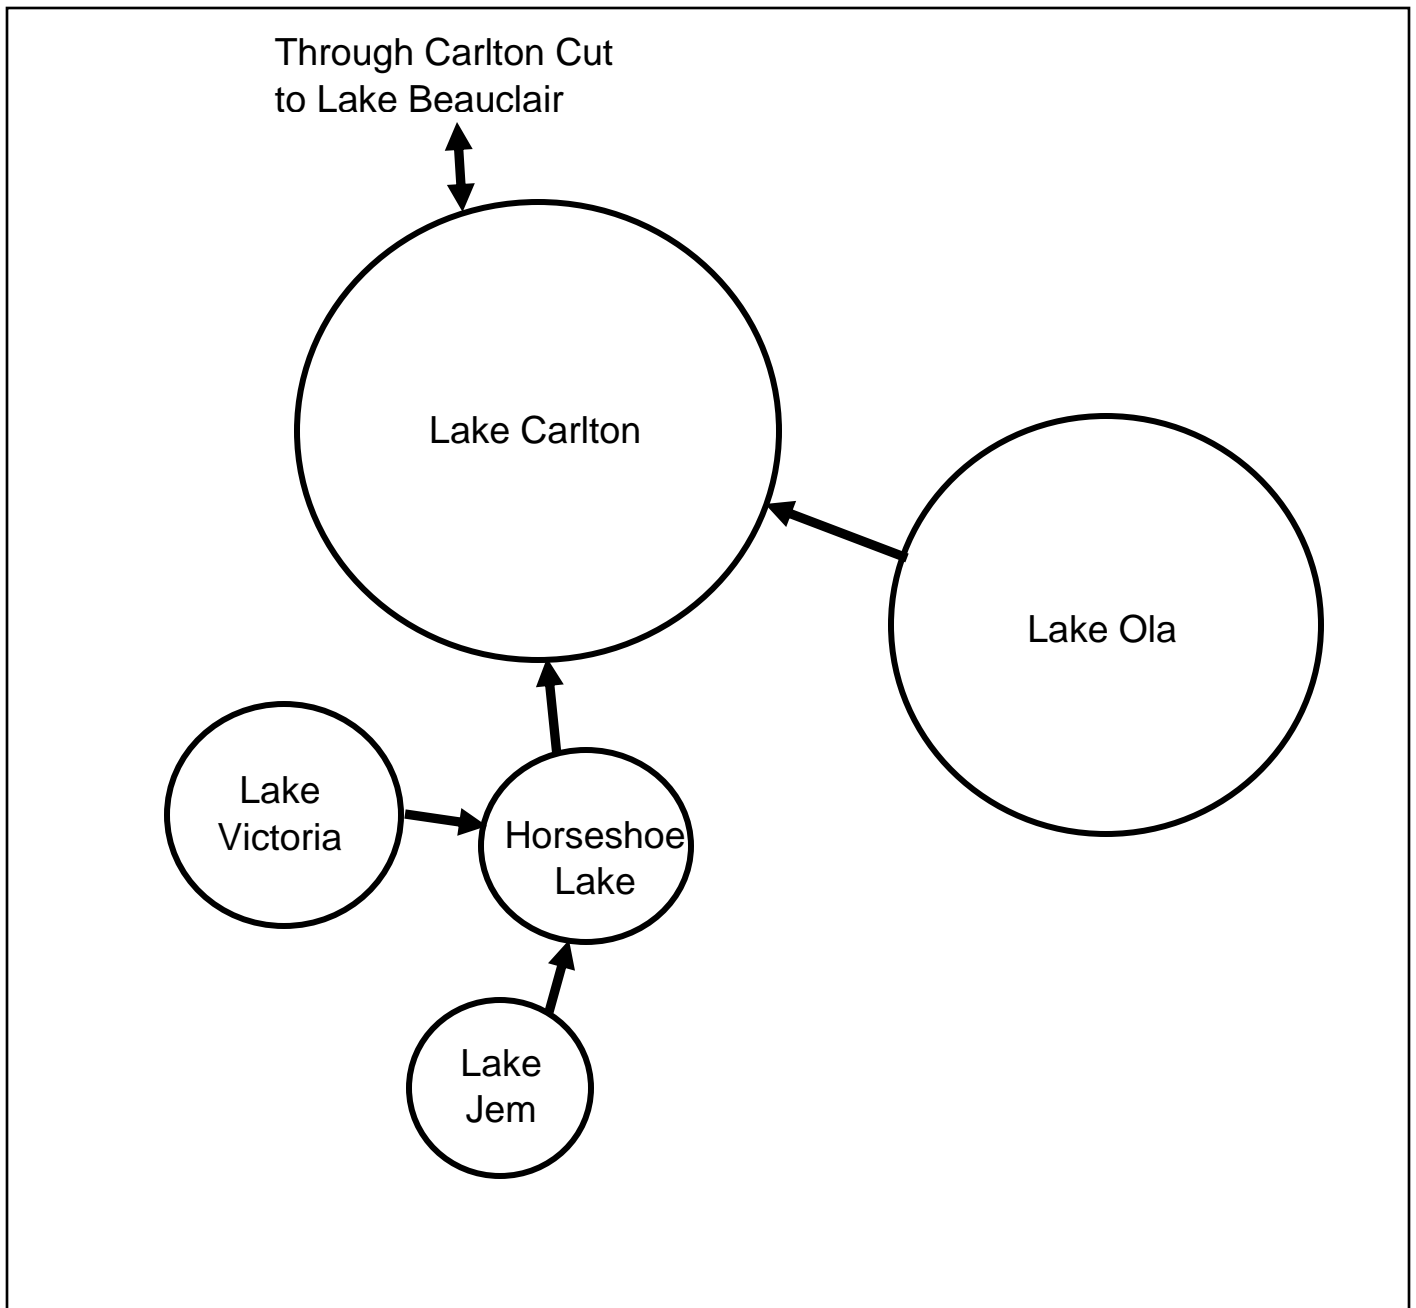 Through Carlton Cut
to Lake Beauclair
Lake Carlton
Lake Ola
Lake
Victoria
Horseshoe
Lake
Lake
Jem